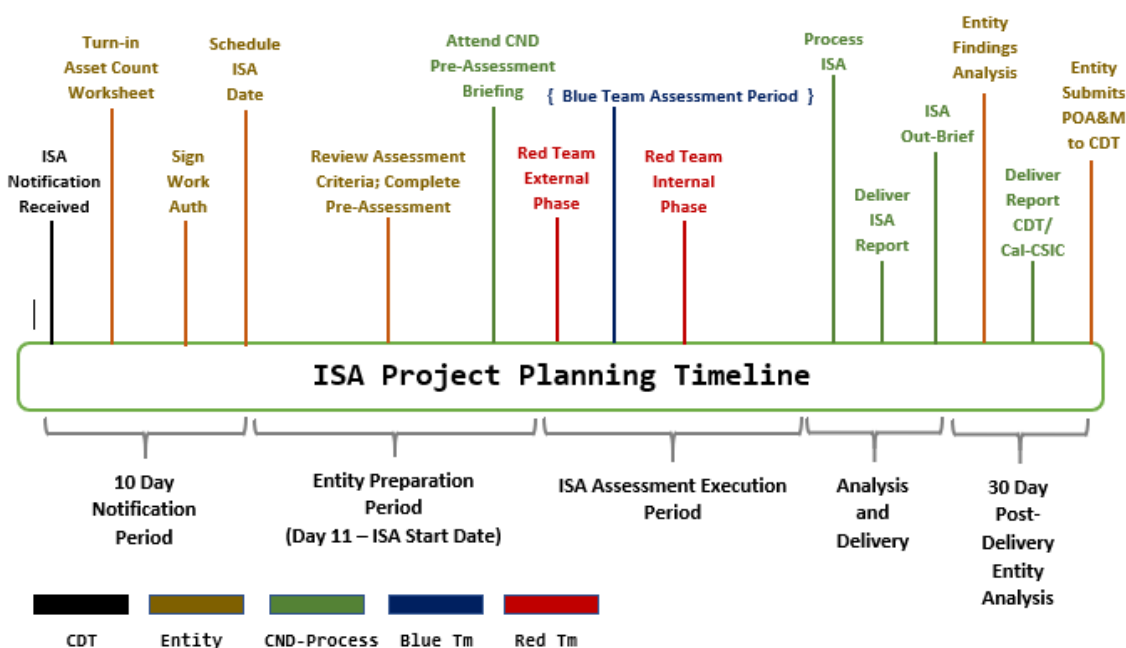 Turn-in
Asset Count
Worksheet
Schedule
ISA
Date
Attend CND
Pre-Assessment
Briefing
{ Blue Team Assessment Period }
Process
ISA
Entity
Findings
Analysis
Entity
Submits
POA&M
to CDT
ISA
Notification
Received
Sign
Work
Auth
Review Assessment
Criteria; Complete
Pre-Assessment
Red Team
External
Phase
Red Team
Internal
Phase
Deliver
ISA
Report
ISA
Out-Brief
Deliver
Report
CDT/
Cal-CSIC
ISA Project Planning Timeline
10 Day
Notification
Period
Entity Preparation
Period
(Day 11 – ISA Start Date)
ISA Assessment Execution
Period
Analysis
and
Delivery
30 Day
Post-
Delivery
Entity
Analysis
CDT
Entity
CND-Process
Blue Tm
Red Tm